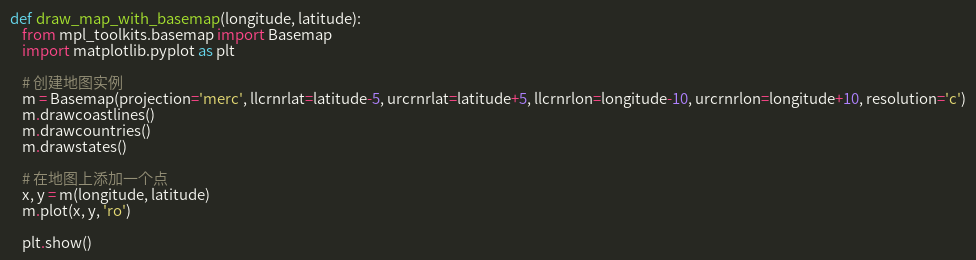 def draw_map_with_basemap(longitude, latitude):
from mpl_toolkits.basemap import Basemap
import matplotlib.pyplot as plt
# 创建地图实例
m = Basemap(projection='merc', llcrnrlat=latitude-5, urcrnrlat=latitude+5, llcrnrlon=longitude-10, urcrnrlon=longitude+10, resolution='c')
m.drawcoastlines()
m.drawcountries()
m.drawstates()
# 在地图上添加一个点
x, y = m(longitude, latitude)
m.plot(x, y, 'ro')
plt.show()